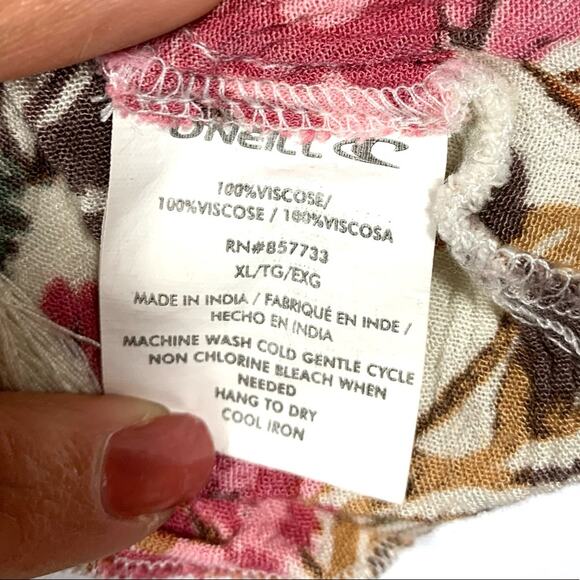 O'NEILL
100%VISCOSE/
100%VISCOSE / 100%VISCOSA
RN#857733
XL/TG/EXG
MADE IN INDIA / FABRIQUÉ EN INDE /
HECHO EN INDIA
MACHINE WASH COLD GENTLE CYCLE
NON CHLORINE BLEACH WHEN
NEEDED
HANG TO DRY
COOL IRON